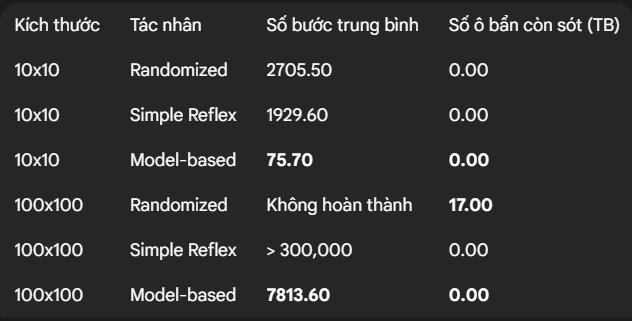 Kích thước Tác nhân Số bước trung bình Số ô bẩn còn sót (TB)
10x10 Randomized 2705.50 0.00
10x10 Simple Reflex 1929.60 0.00
10x10 Model-based 75.70 0.00
100x100 Randomized Không hoàn thành 17.00
100x100 Simple Reflex > 300,000 0.00
100x100 Model-based 7813.60 0.00